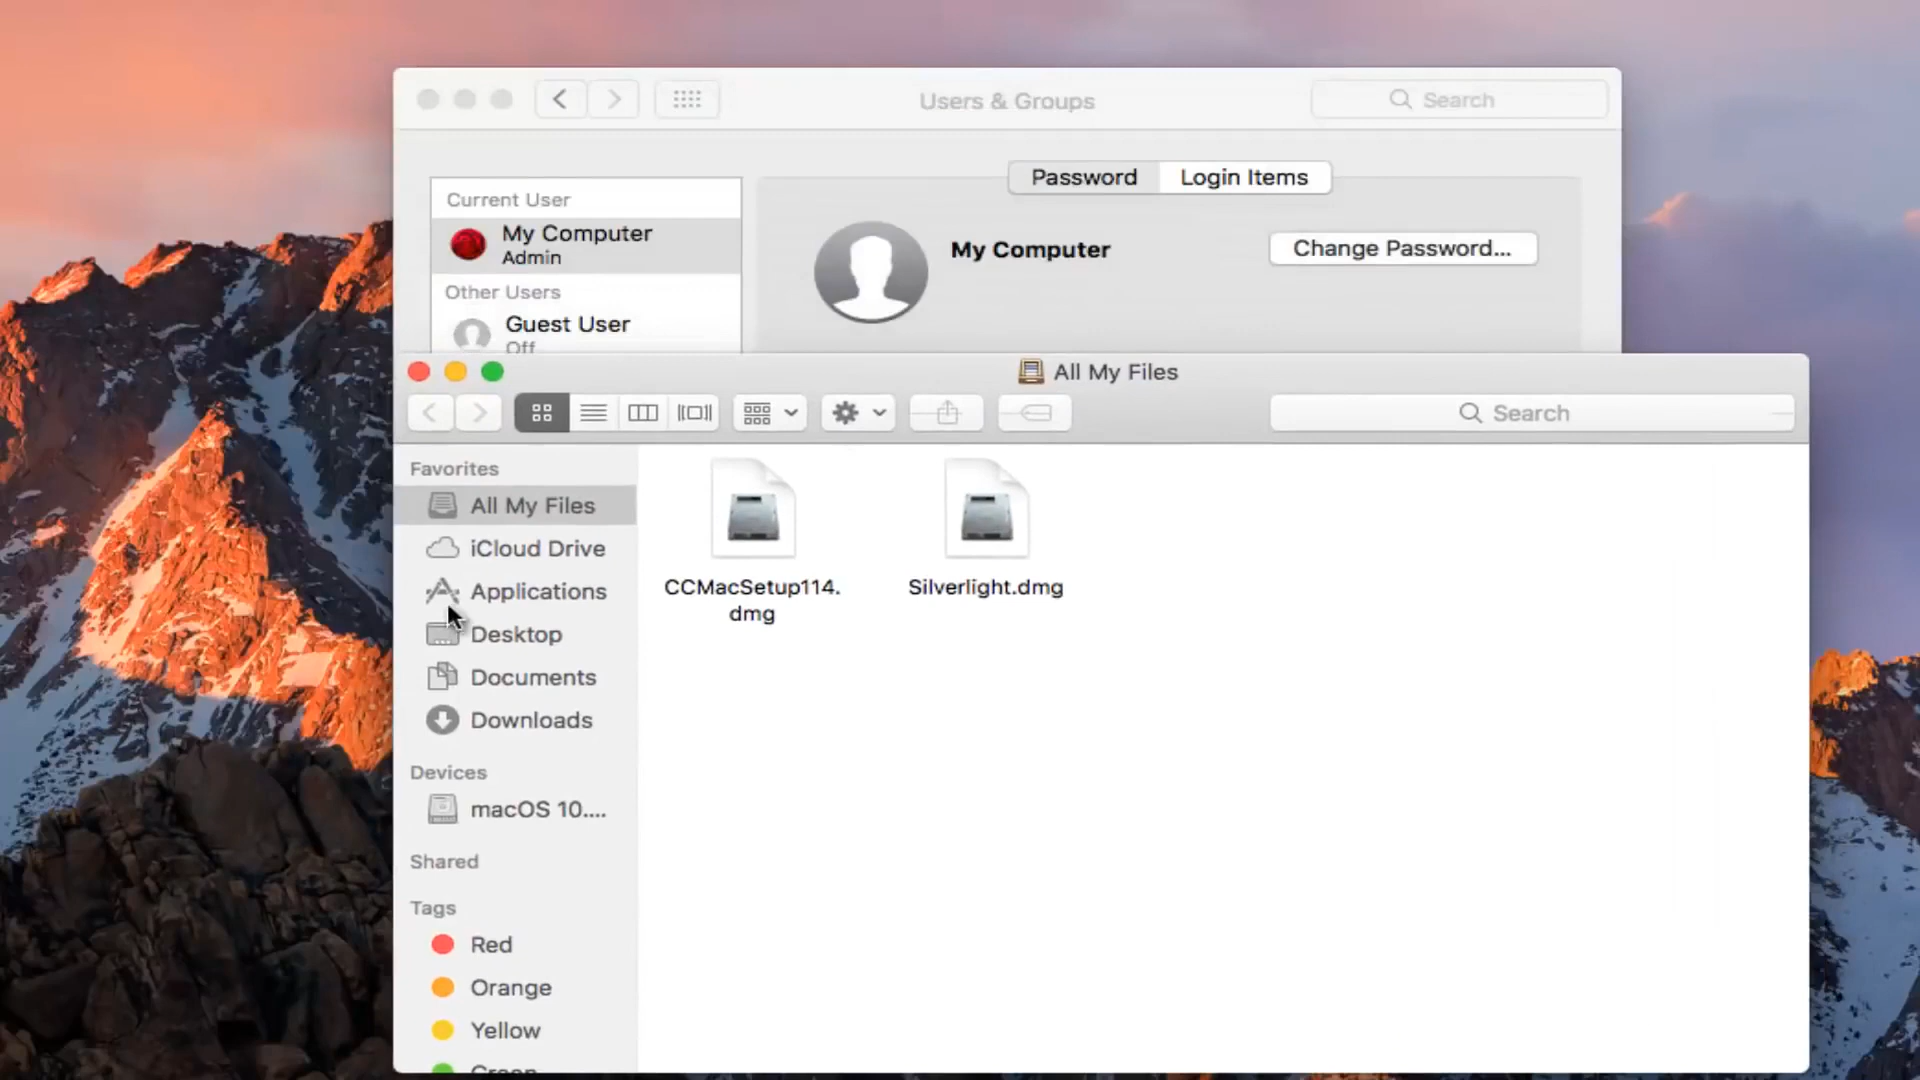 Users & Groups
Search
Password
Login Items
Current User
My Computer
Admin
My Computer
Change Password...
Other Users
Guest User
Off
All My Files
Search
Favorites
All My Files
iCloud Drive
Applications
Desktop
Documents
Downloads
CCMacSetup114.
dmg
Silverlight.dmg
Devices
macOS 10....
Shared
Tags
Red
Orange
Yellow
Green